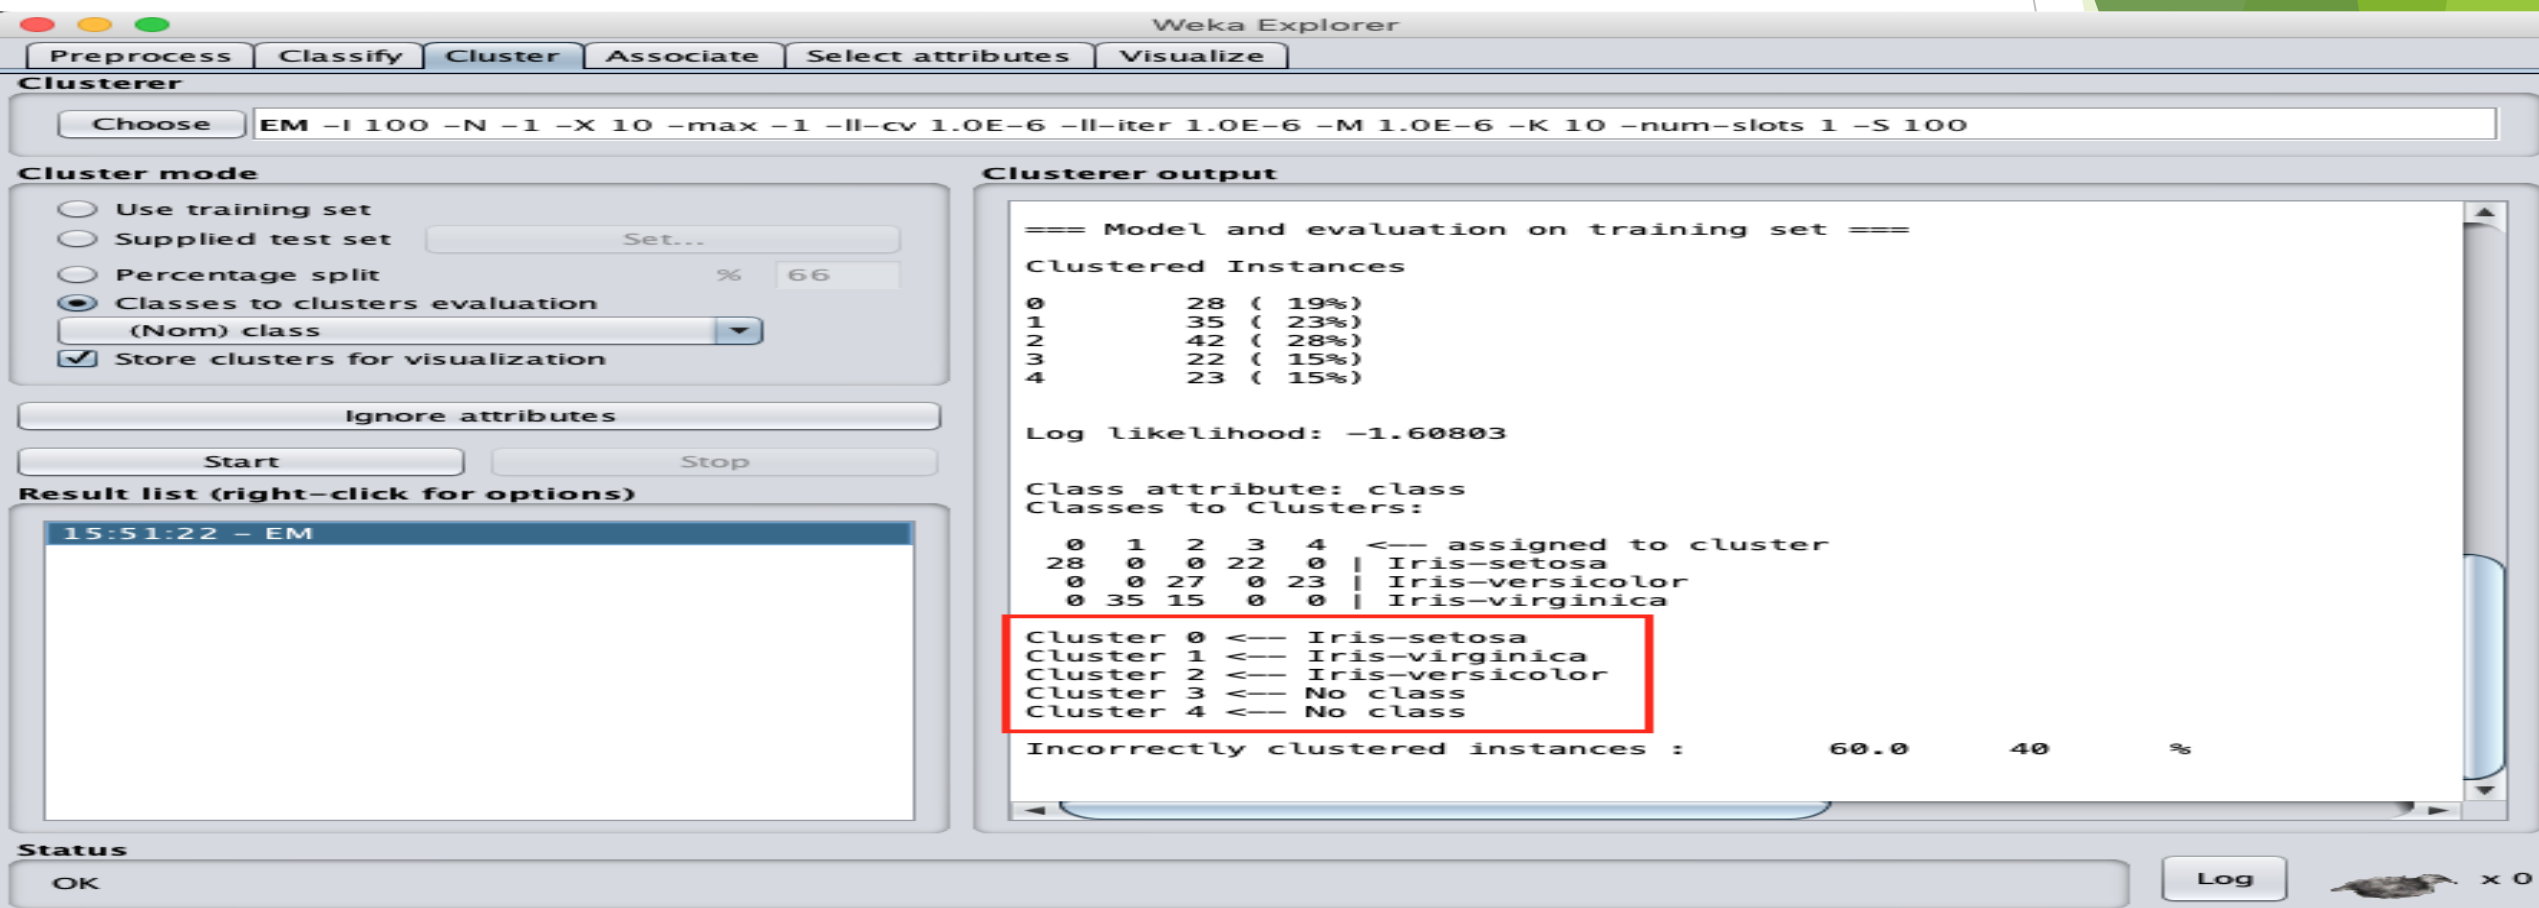 Weka Explorer
Preprocess Classify Cluster Associate Select attributes Visualize
Clusterer
Choose EM -I 100 -N -1 -X 10 -max -1 -ll-cv 1.0E-6 -ll-iter 1.0E-6 -M 1.0E-6 -K 10 -num-slots 1 -S 100
Cluster mode
Use training set
Supplied test set Set...
Percentage split % 66
Classes to clusters evaluation
(Nom) class
Store clusters for visualization
Ignore attributes
Start Stop
Result list (right-click for options)
15:51:22 - EM
Clusterer output
=== Model and evaluation on training set ===
Clustered Instances
0 28 ( 19%)
1 35 ( 23%)
2 42 ( 28%)
3 22 ( 15%)
4 23 ( 15%)
Log likelihood: -1.60803
Class attribute: class
Classes to Clusters:
0 1 2 3 4 <-- assigned to cluster
28 0 0 22 0 | Iris-setosa
0 0 27 0 23 | Iris-versicolor
0 35 15 0 0 | Iris-virginica
Cluster 0 <-- Iris-setosa
Cluster 1 <-- Iris-virginica
Cluster 2 <-- Iris-versicolor
Cluster 3 <-- No class
Cluster 4 <-- No class
Incorrectly clustered instances : 60.0 40 %
Status
OK
Log x 0